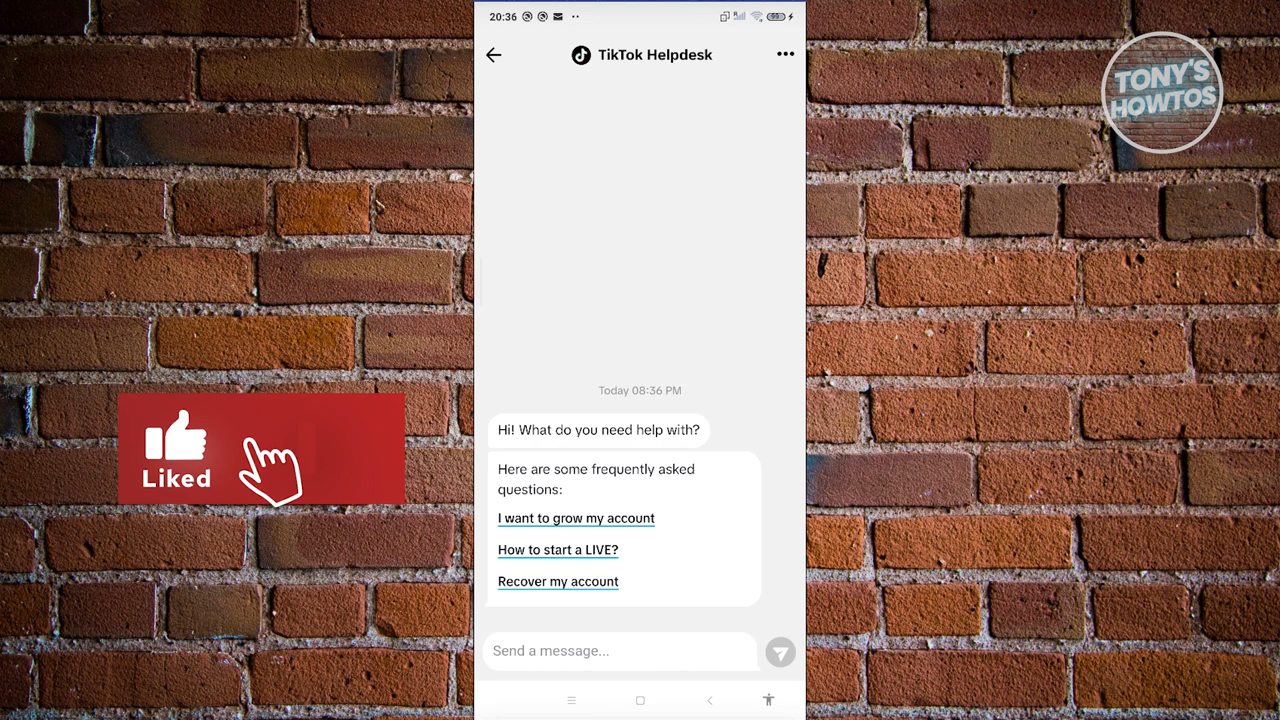 20:36
TikTok Helpdesk
TONY'S
HOWTOS
Today 08:36 PM
Hi! What do you need help with?
Here are some frequently asked
questions:
I want to grow my account
How to start a LIVE?
Recover my account
Liked
Send a message...